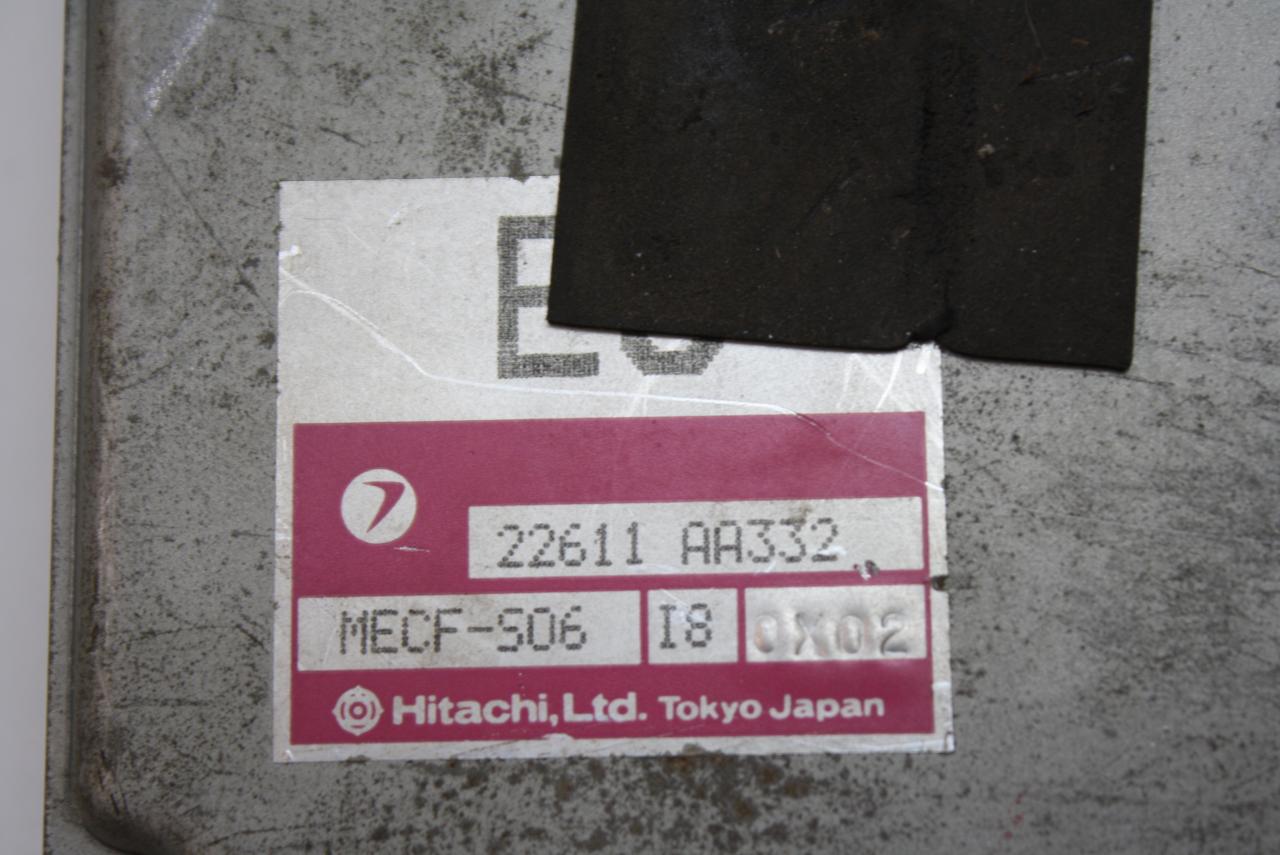 22611 AA332
MECF-S06 I8 0X02
Hitachi, Ltd. Tokyo Japan